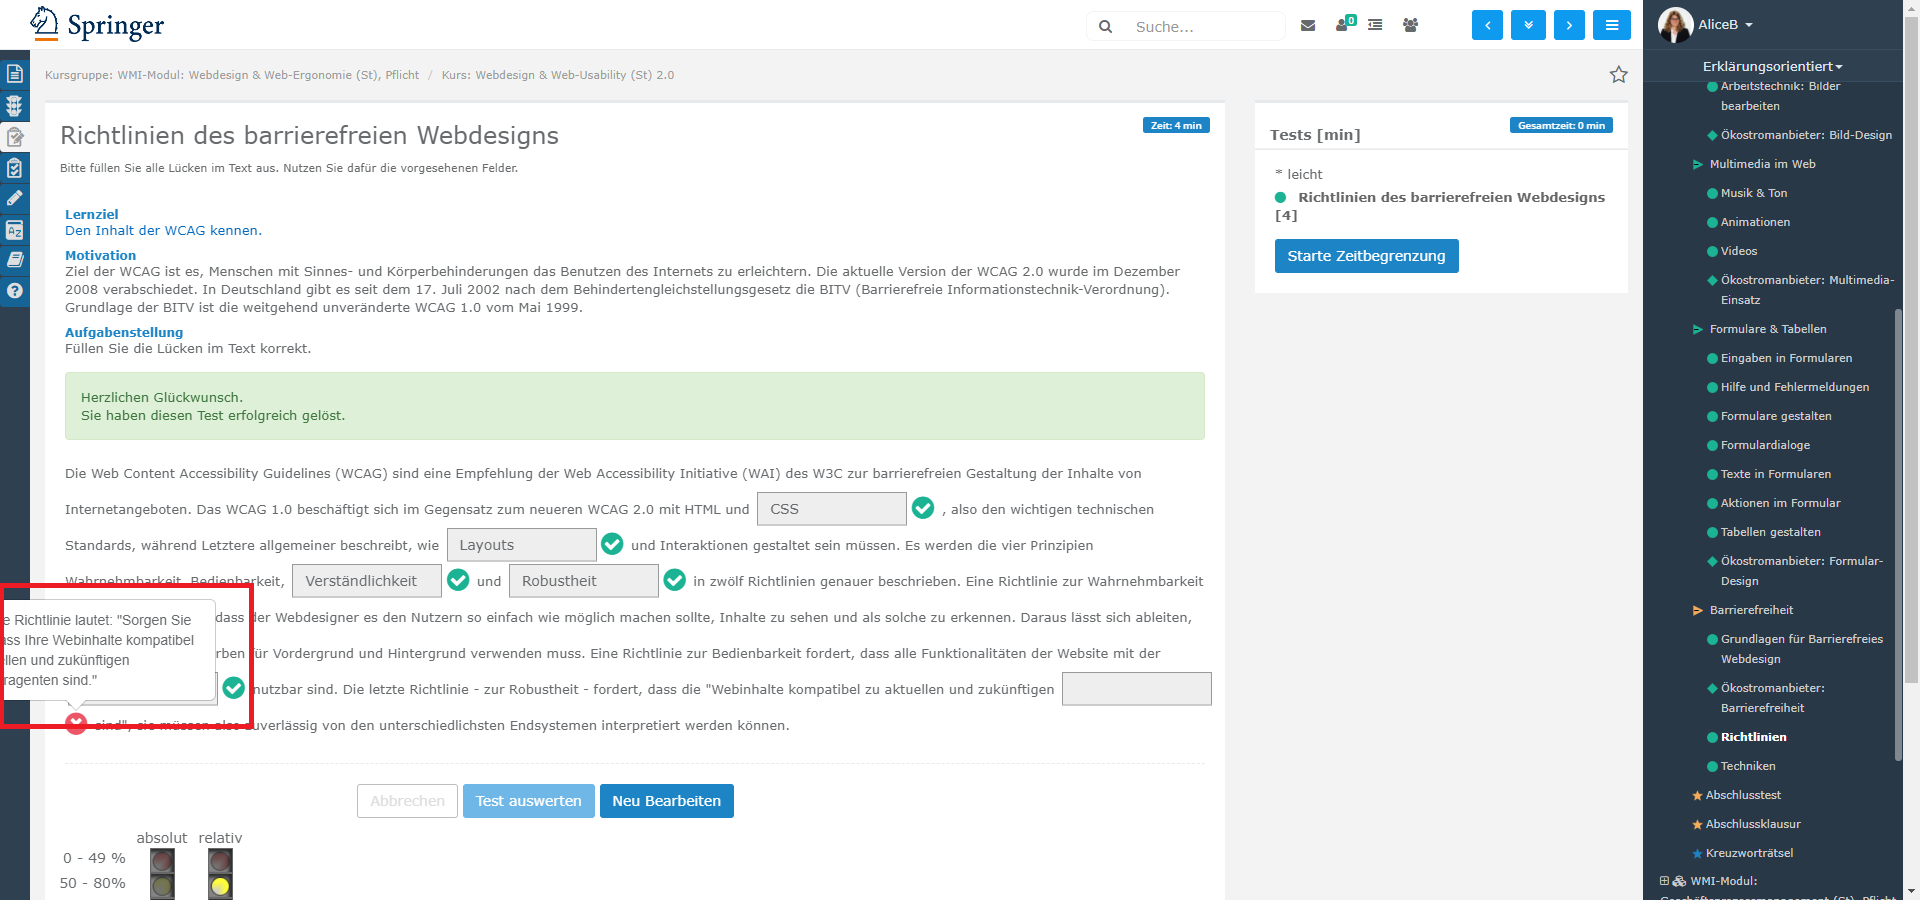 Springer
Suche...
0
AliceB
Erklärungsorientiert
Kursgruppe: WMI-Modul: Webdesign & Web-Ergonomie (St), Pflicht / Kurs: Webdesign & Web-Usability (St) 2.0
Richtlinien des barrierefreien Webdesigns
Zeit: 4 min
Bitte füllen Sie alle Lücken im Text aus. Nutzen Sie dafür die vorgesehenen Felder.
Lernziel
Den Inhalt der WCAG kennen.
Motivation
Ziel der WCAG ist es, Menschen mit Sinnes- und Körperbehinderungen das Benutzen des Internets zu erleichtern. Die aktuelle Version der WCAG 2.0 wurde im Dezember
2008 verabschiedet. In Deutschland gibt es seit dem 17. Juli 2002 nach dem Behindertengleichstellungsgesetz die BITV (Barrierefreie Informationstechnik-Verordnung).
Grundlage der BITV ist die weitgehend unveränderte WCAG 1.0 vom Mai 1999.
Aufgabenstellung
Füllen Sie die Lücken im Text korrekt.
Herzlichen Glückwunsch.
Sie haben diesen Test erfolgreich gelöst.
Die Web Content Accessibility Guidelines (WCAG) sind eine Empfehlung der Web Accessibility Initiative (WAI) des W3C zur barrierefreien Gestaltung der Inhalte von
Internetangeboten. Das WCAG 1.0 beschäftigt sich im Gegensatz zum neueren WCAG 2.0 mit HTML und CSS , also den wichtigen technischen
Standards, während Letztere allgemeiner beschreibt, wie Layouts und Interaktionen gestaltet sein müssen. Es werden die vier Prinzipien
Wahrnehmbarkeit, Bedienbarkeit, Verständlichkeit und Robustheit in zwölf Richtlinien genauer beschrieben. Eine Richtlinie zur Wahrnehmbarkeit
dass der Webdesigner es den Nutzern so einfach wie möglich machen sollte, Inhalte zu sehen und als solche zu erkennen. Daraus lässt sich ableiten,
rben für Vordergrund und Hintergrund verwenden muss. Eine Richtlinie zur Bedienbarkeit fordert, dass alle Funktionalitäten der Website mit der
nutzbar sind. Die letzte Richtlinie - zur Robustheit - fordert, dass die "Webinhalte kompatibel zu aktuellen und zukünftigen
sind", sie müssen also zuverlässig von den unterschiedlichsten Endsystemen interpretiert werden können.
e Richtlinie lautet: "Sorgen Sie
ass Ihre Webinhalte kompatibel
ellen und zukünftigen
ragenten sind."
Abbrechen
Test auswerten
Neu Bearbeiten
absolut relativ
0 - 49 %
50 - 80%
Tests [min]
Gesamtzeit: 0 min
* leicht
Richtlinien des barrierefreien Webdesigns
[4]
Starte Zeitbegrenzung
Arbeitstechnik: Bilder
bearbeiten
Ökostromanbieter: Bild-Design
Multimedia im Web
Musik & Ton
Animationen
Videos
Ökostromanbieter: Multimedia-
Einsatz
Formulare & Tabellen
Eingaben in Formularen
Hilfe und Fehlermeldungen
Formulare gestalten
Formulardialoge
Texte in Formularen
Aktionen im Formular
Tabellen gestalten
Ökostromanbieter: Formular-
Design
Barrierefreiheit
Grundlagen für Barrierefreies
Webdesign
Ökostromanbieter:
Barrierefreiheit
Richtlinien
Techniken
Abschlusstest
Abschlussklausur
Kreuzworträtsel
WMI-Modul:
Geschäftsprozessmanagement (St), Pflicht